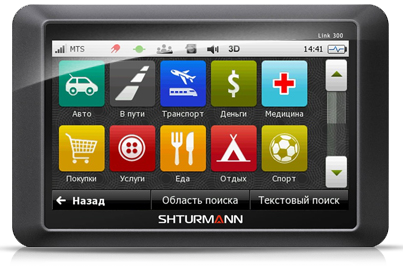 Link 300
MTS 3D 14:41
Авто В пути Транспорт Деньги Медицина
Покупки Услуги Еда Отдых Спорт
Назад Область поиска Текстовый поиск
SHTURMANN